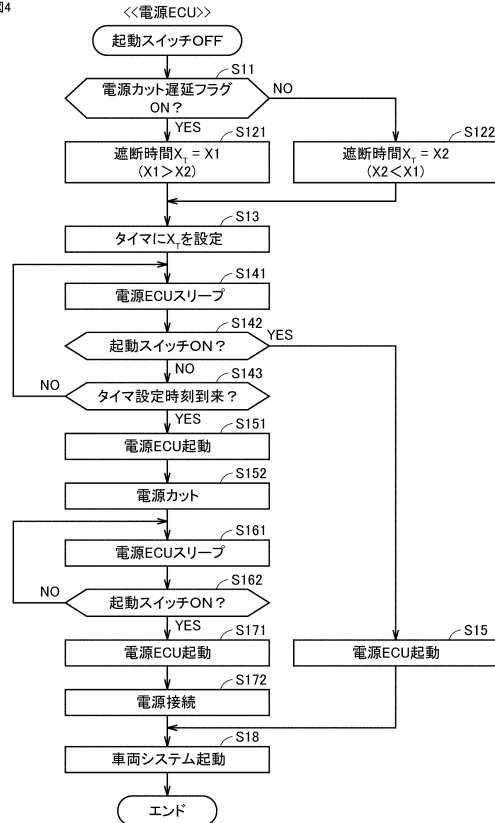 図4
<<電源ECU>>
起動スイッチOFF
S11
電源カット遅延フラグ
ON？
NO
YES
S121
遮断時間XT = X1
(X1>X2)
S122
遮断時間XT = X2
(X2<X1)
S13
タイマにXTを設定
S141
電源ECUスリープ
S142
起動スイッチON？
YES
NO
S143
タイマ設定時刻到来？
NO
YES
S151
電源ECU起動
S152
電源カット
S161
電源ECUスリープ
S162
起動スイッチON？
NO
YES
S171
電源ECU起動
S15
電源ECU起動
S172
電源接続
S18
車両システム起動
エンド